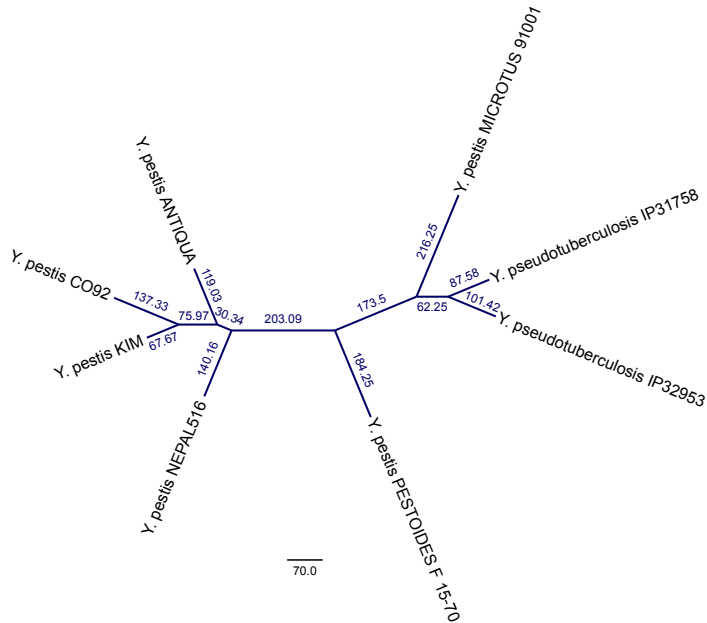 Y. pestis MICROTUS 91001
216.25
Y. pestis ANTIQUA
119.03
Y. pseudotuberculosis IP31758
87.58
Y. pestis CO92
137.33
101.42
173.5
62.25
75.97
30.34
203.09
Y. pseudotuberculosis IP32953
Y. pestis KIM
67.67
140.16
184.25
Y. pestis NEPAL516
Y. pestis PESTOIDES F 15-70
70.0